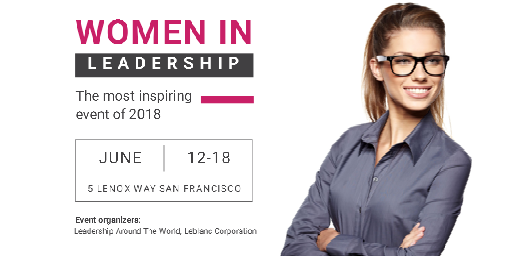 WOMEN IN
LEADERSHIP
The most inspiring
event of 2018
JUNE 12-18
5 LENOX WAY SAN FRANCISCO
Event organizers:
Leadership Around The World, Leblanc Corporation